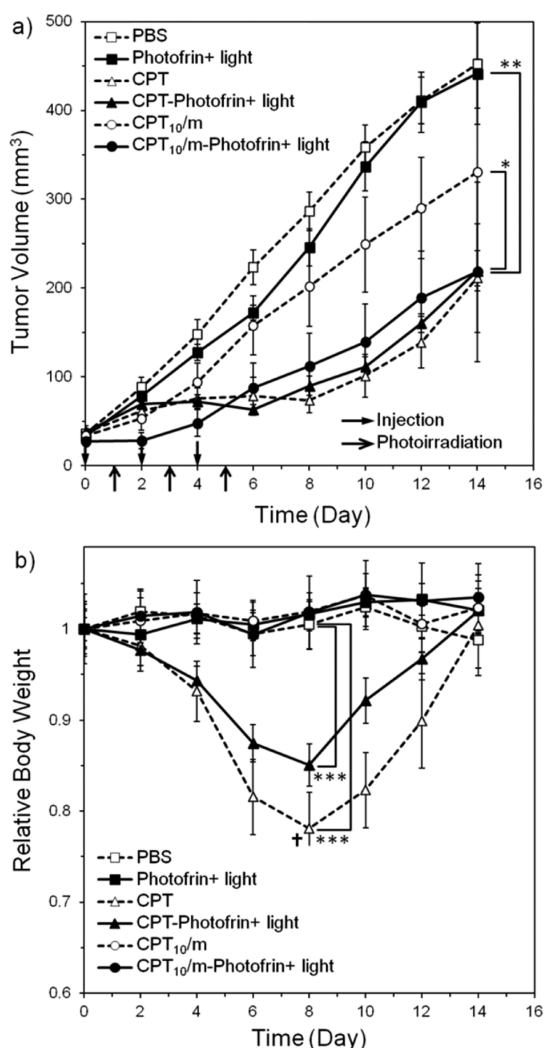 a)
500
PBS
Photofrin+ light
CPT
CPT-Photofrin+ light
CPT₁₀/m
CPT₁₀/m-Photofrin+ light
**
*
400
300
200
100
0
Tumor Volume (mm³)
Injection
Photoirradiation
0 2 4 6 8 10 12 14 16
Time (Day)
b)
1
0.9
0.8
0.7
0.6
Relative Body Weight
***
† ***
PBS
Photofrin+ light
CPT
CPT-Photofrin+ light
CPT₁₀/m
CPT₁₀/m-Photofrin+ light
0 2 4 6 8 10 12 14 16
Time (Day)